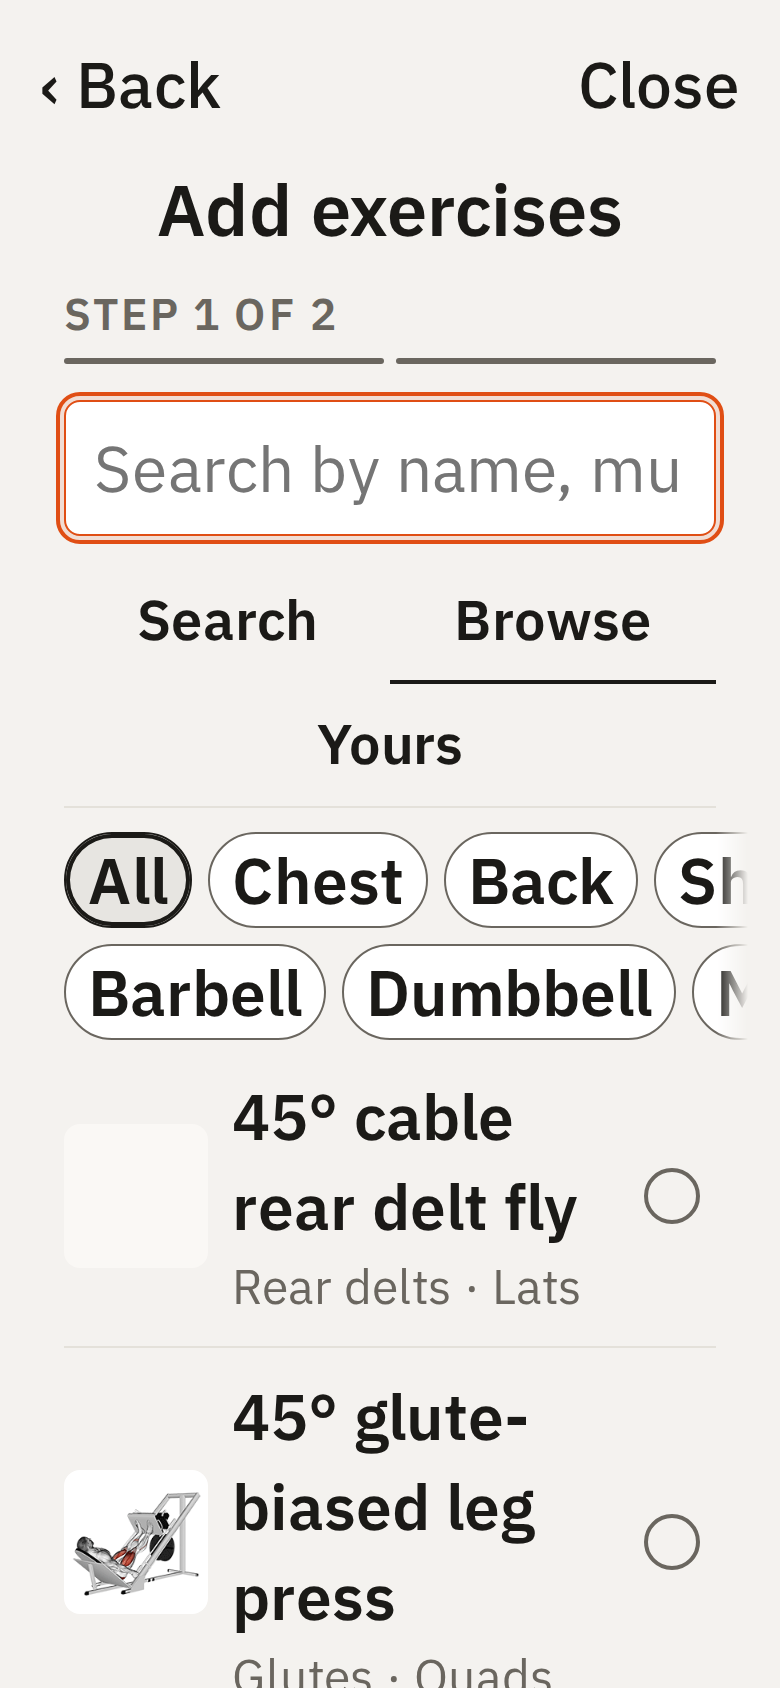 ‹ Back
Close
Add exercises
STEP 1 OF 2
Search by name, mu
Search
Browse
Yours
All
Chest
Back
Sh
Barbell
Dumbbell
M
45° cable
rear delt fly
Rear delts · Lats
45° glute-
biased leg
press
Glutes · Quads